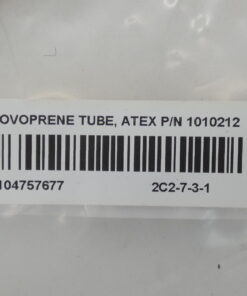 OVOPRENE TUBE, ATEX P/N 1010212
104757677 2C2-7-3-1